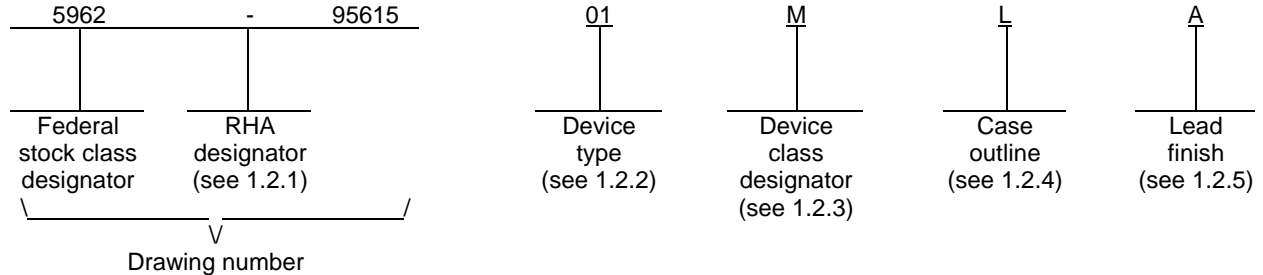 5962 - 95615 01 M L A
Federal RHA Device Device Case Lead
stock class designator type class outline finish
designator (see 1.2.1) (see 1.2.2) designator (see 1.2.4) (see 1.2.5)
(see 1.2.3)
Drawing number